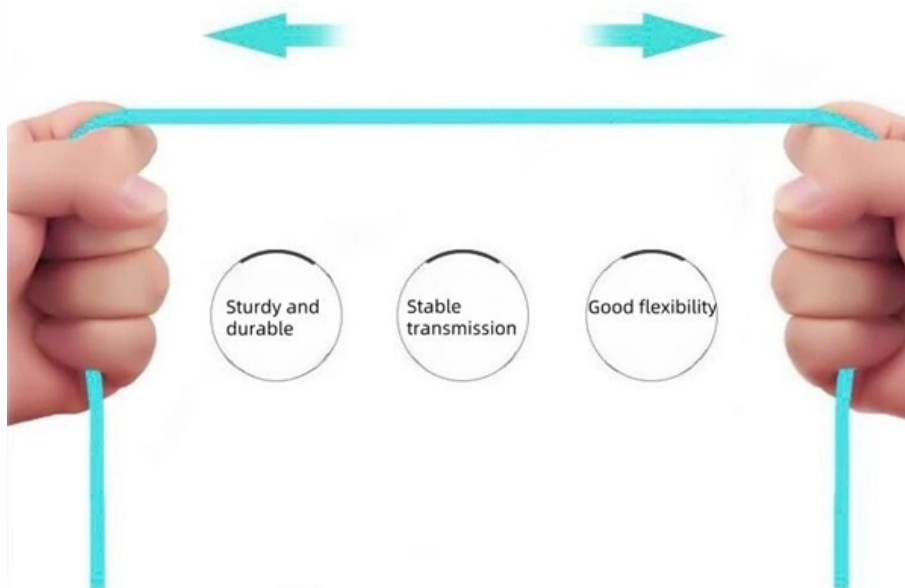 Sturdy and
durable
Stable
transmission
Good flexibility